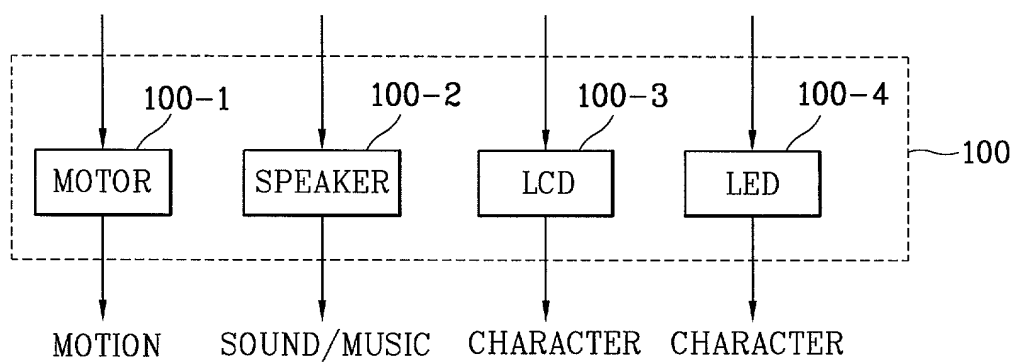 100-1 100-2 100-3 100-4
MOTOR SPEAKER LCD LED 100
MOTION SOUND/MUSIC CHARACTER CHARACTER